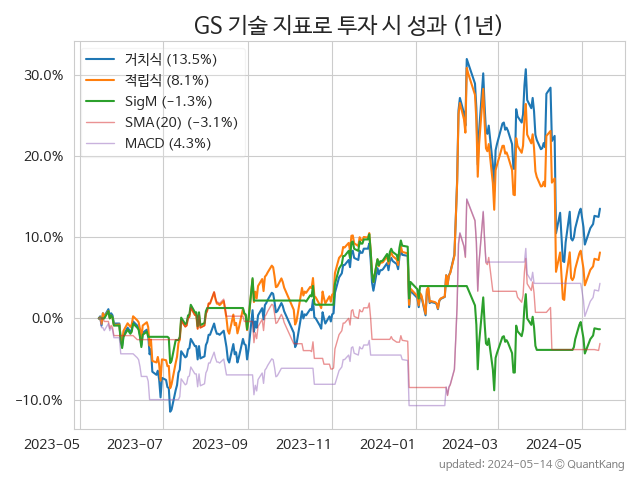 GS 기술 지표로 투자 시 성과 (1년)
거치식 (13.5%)
적립식 (8.1%)
SigM (−1.3%)
SMA(20) (−3.1%)
MACD (4.3%)
30.0%
20.0%
10.0%
0.0%
−10.0%
2023−05 2023−07 2023−09 2023−11 2024−01 2024−03 2024−05
updated: 2024−05−14 ⓒ QuantKang